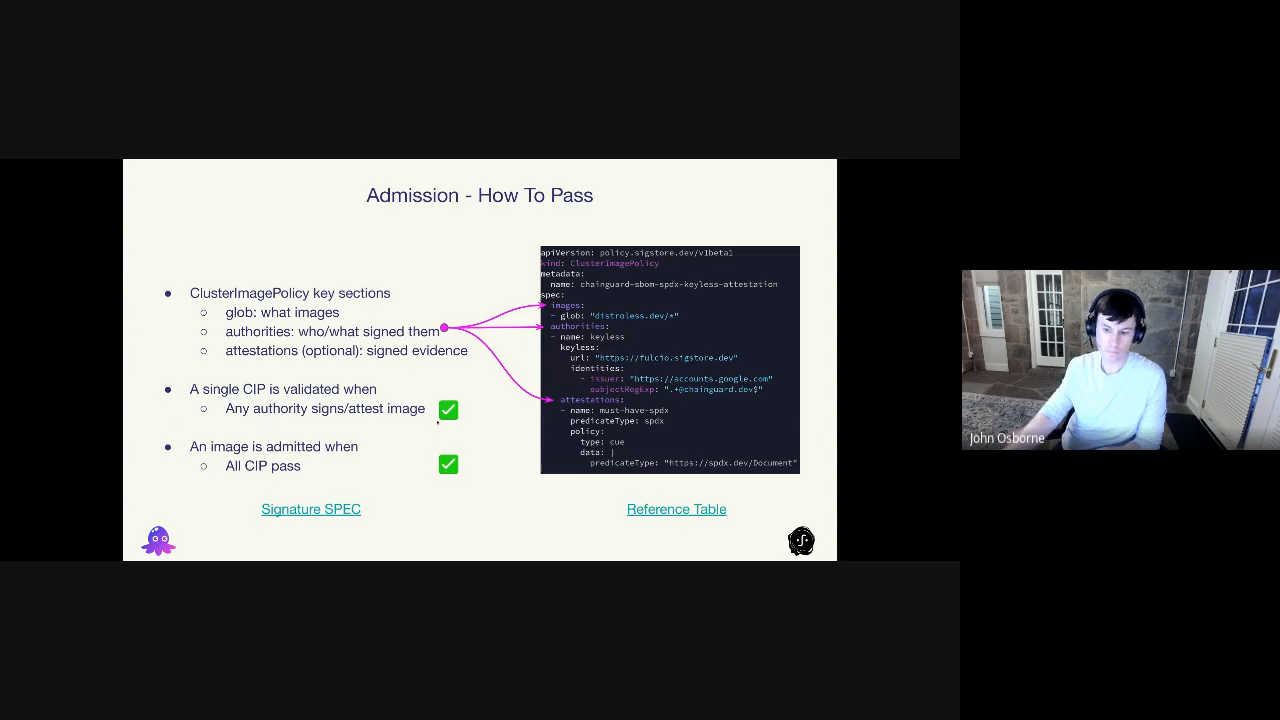 Admission - How To Pass
● ClusterImagePolicy key sections
○ glob: what images
○ authorities: who/what signed them
○ attestations (optional): signed evidence
● A single CIP is validated when
○ Any authority signs/attest image
● An image is admitted when
○ All CIP pass
Signature SPEC
apiVersion: policy.sigstore.dev/v1beta1
kind: ClusterImagePolicy
metadata:
name: chainguard-sbom-spdx-keyless-attestation
spec:
images:
- glob: "distroless.dev/*"
authorities:
- name: keyless
keyless:
url: "https://fulcio.sigstore.dev"
identities:
- issuer: "https://accounts.google.com"
subjectRegExp: ".+@chainguard.dev$"
attestations:
- name: must-have-spdx
predicateType: spdx
policy:
type: cue
data: |
predicateType: "https://spdx.dev/Document"
Reference Table
John Osborne